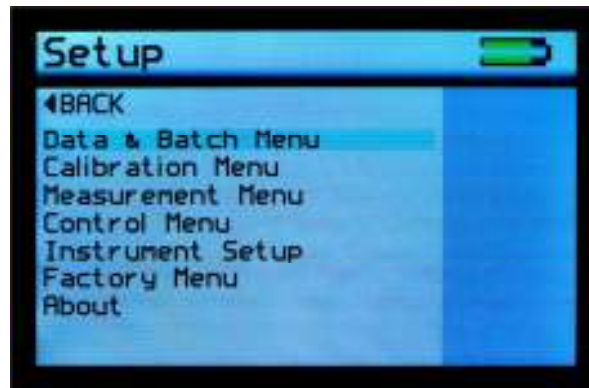 Setup
◀BACK
Data & Batch Menu
Calibration Menu
Measurement Menu
Control Menu
Instrument Setup
Factory Menu
About